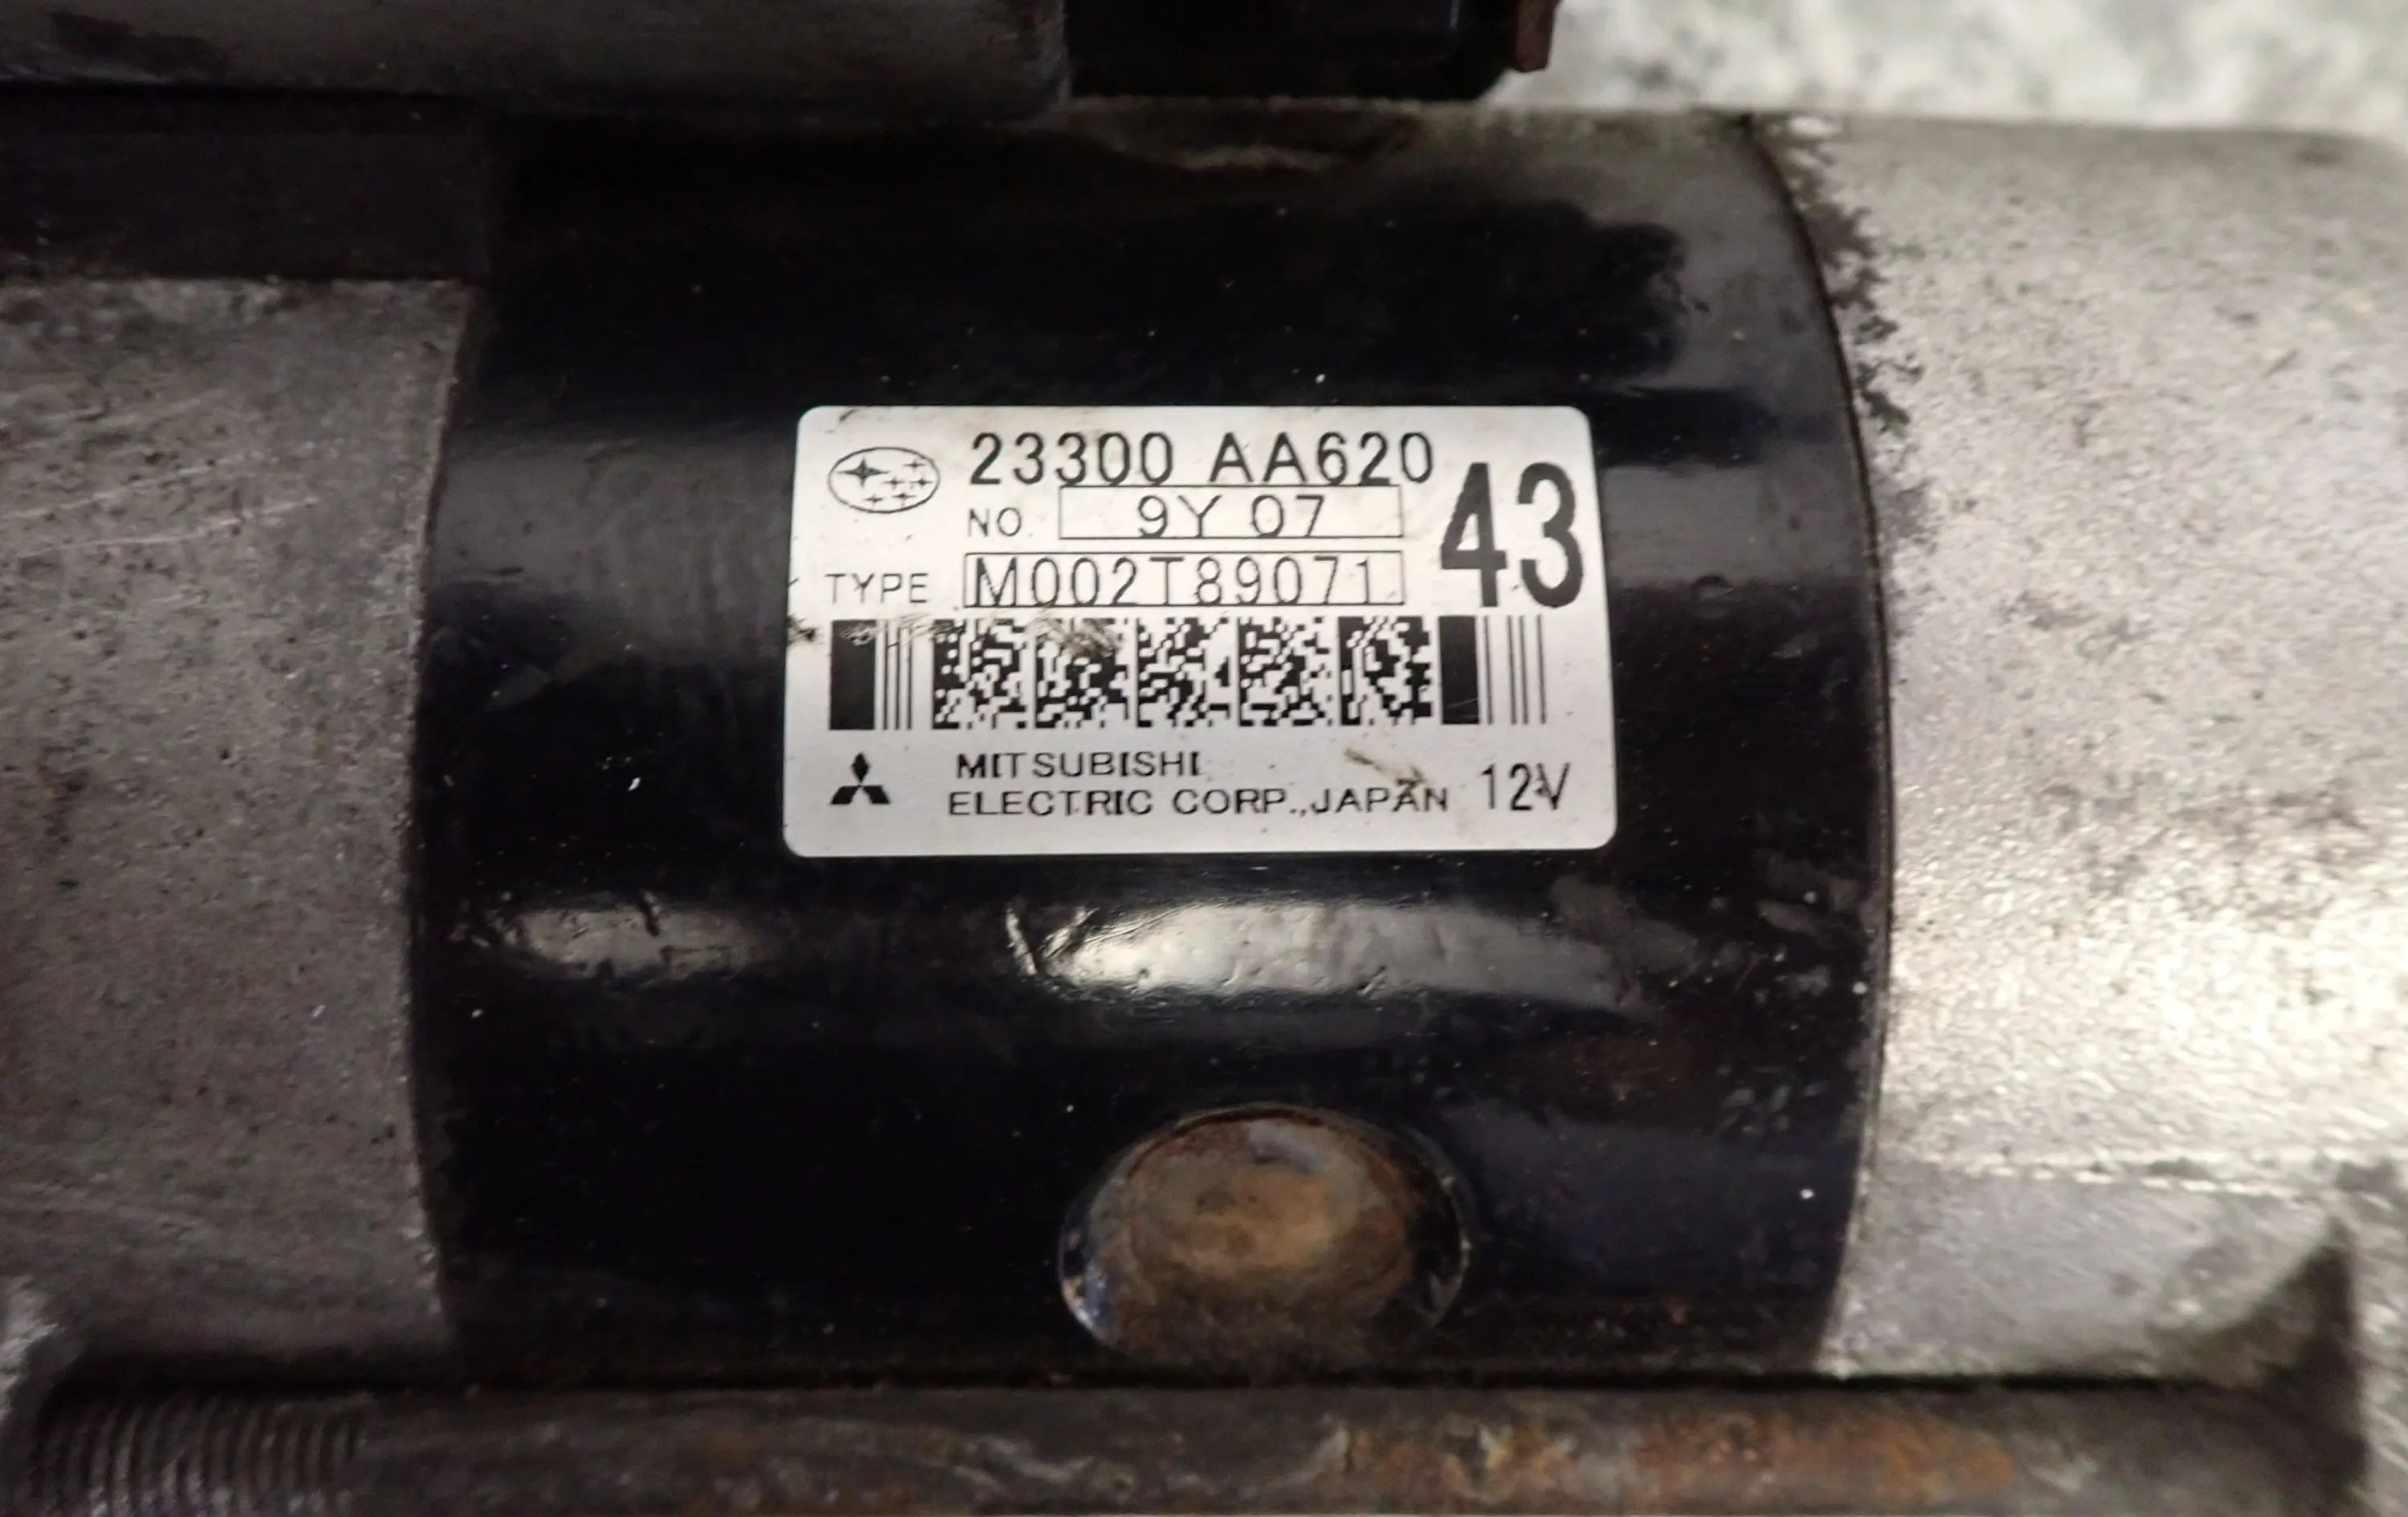 23300 AA620
NO. 9Y 07
43
TYPE M002T89071
MITSUBISHI
ELECTRIC CORP.,JAPAN 12V